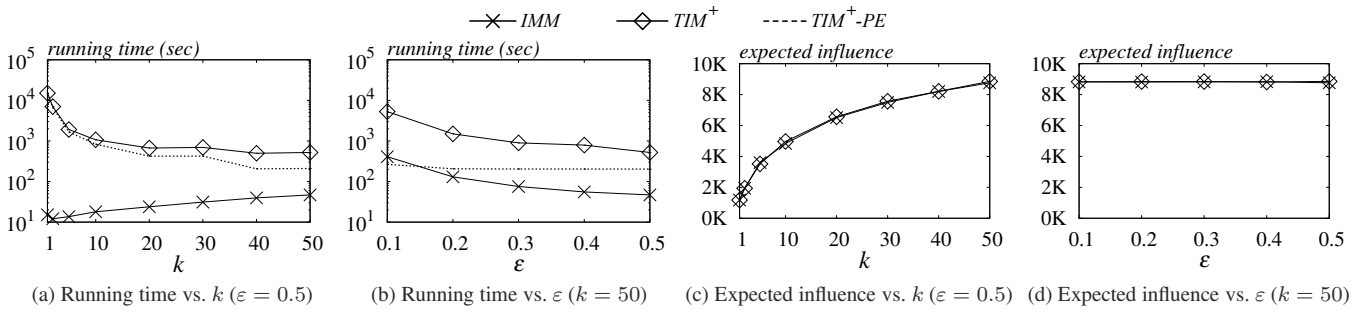 IMM TIM+ TIM+-PE
running time (sec)
10^5
10^4
10^3
10^2
10^1
1 10 20 30 40 50
k
(a) Running time vs. k (ε = 0.5)
running time (sec)
10^5
10^4
10^3
10^2
10^1
0.1 0.2 0.3 0.4 0.5
ε
(b) Running time vs. ε (k = 50)
expected influence
10K
8K
6K
4K
2K
0K
1 10 20 30 40 50
k
(c) Expected influence vs. k (ε = 0.5)
expected influence
10K
8K
6K
4K
2K
0K
0.1 0.2 0.3 0.4 0.5
ε
(d) Expected influence vs. ε (k = 50)